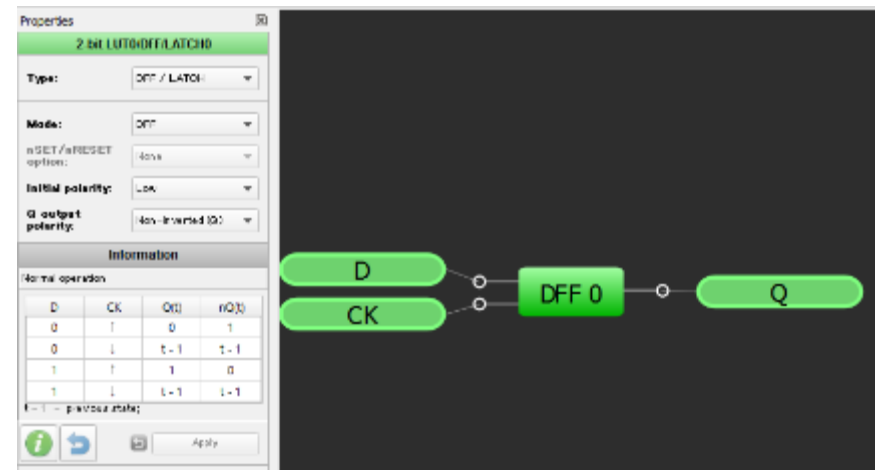 Properties
2-bit LUT0/DFF/LATCH0
Type: DFF / LATCH
Mode: DFF
nSET/nRESET None
option:
Initial polarity: Low
Q output Non-inverted (Q)
polarity:
Information
Normal operation
D CK Q(t) nQ(t)
0 ↑ 0 1
0 ↓ t - 1 t - 1
1 ↑ 1 0
1 ↓ t - 1 t - 1
t - 1 - previous state;
Apply
D
CK
DFF 0
Q